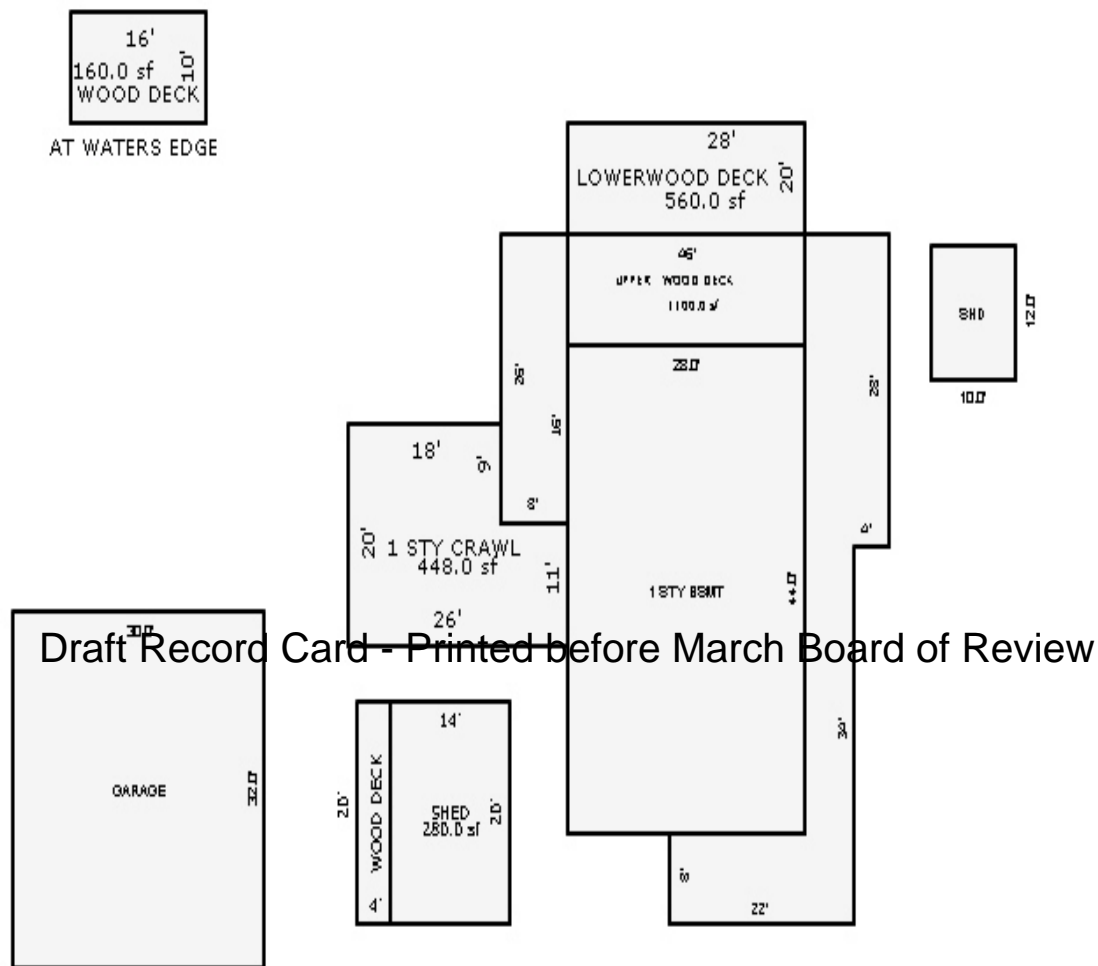 16'
160.0 sf
10'
WOOD DECK
AT WATERS EDGE
28'
LOWERWOOD DECK
20'
560.0 sf
46'
UPPER WOOD DECK
1100.0 sf
28.0'
26'
16'
28'
4'
SHD
12.0'
10.0'
18'
9'
8'
20'
1 STY CRAWL
448.0 sf
11'
26'
1 STY BSMT
44.0'
34'
8'
22'
30.0'
Draft Record Card - Printed before March Board of Review
GARAGE
32.0'
20'
WOOD DECK
4'
14'
SHED
280.0 sf
20'